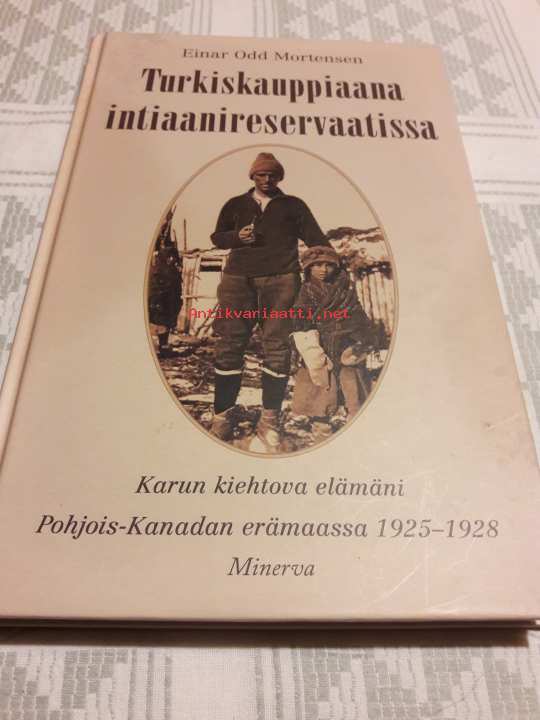 Einar Odd Mortensen
Turkiskauppiaana
intiaanireservaatissa
Antikvariaatti.net
Karun kiehtova elämäni
Pohjois-Kanadan erämaassa 1925–1928
Minerva